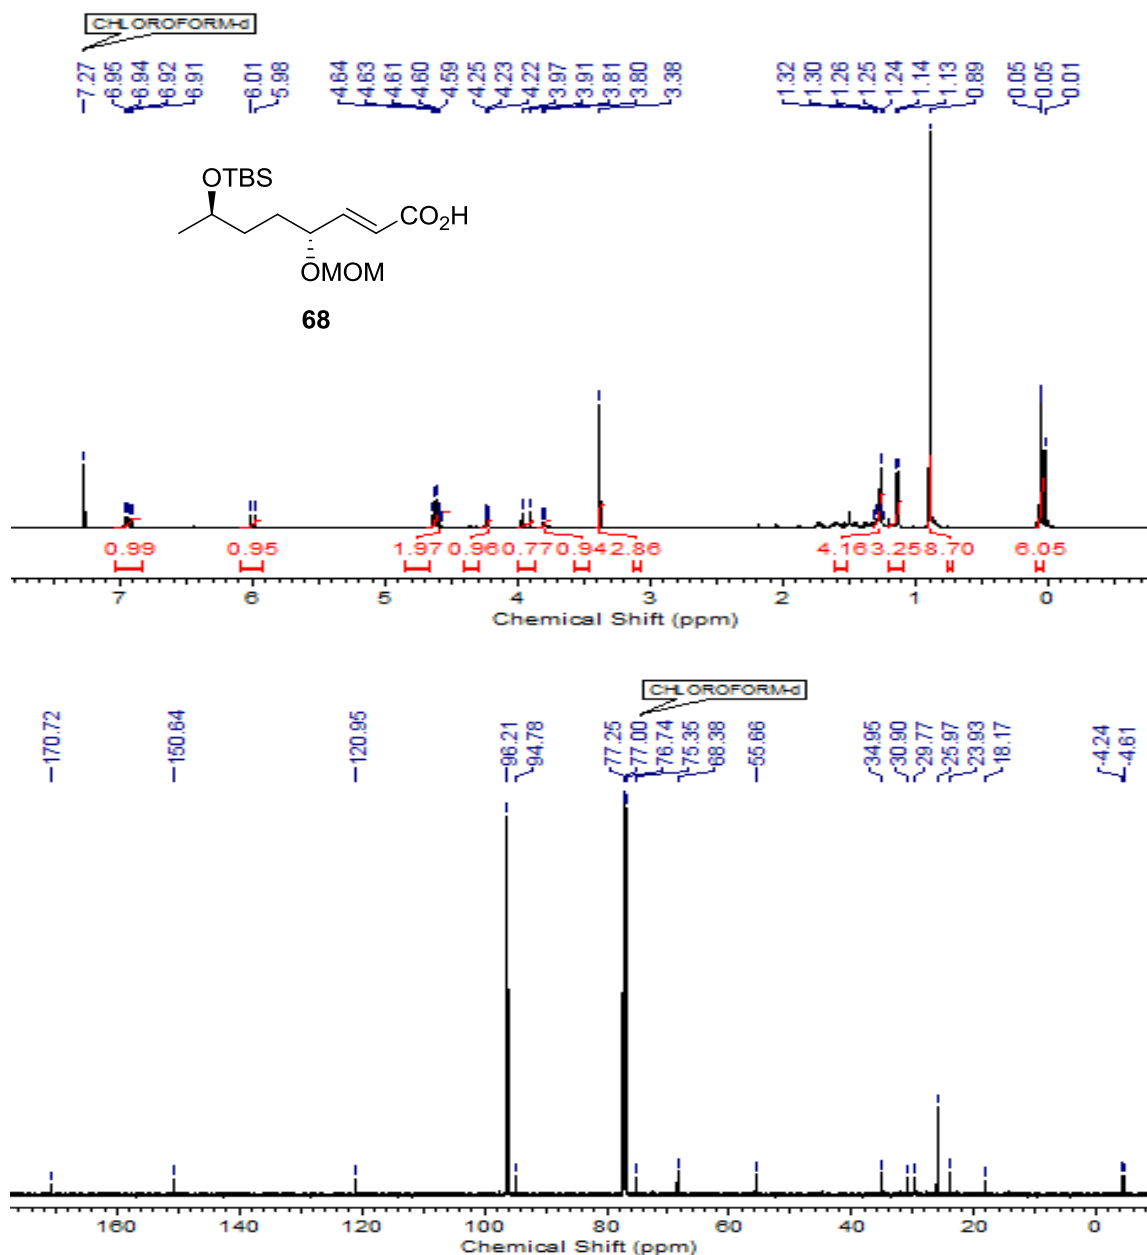 CHLOROFORM-d
7.27 6.95 6.94 6.92 6.91 6.01 5.98 4.64 4.63 4.61 4.60 4.59 4.25 4.23 4.22 3.97 3.91 3.81 3.80 3.38 1.32 1.30 1.26 1.25 1.24 1.14 1.13 0.89 0.05 0.05 0.01
OTBS
CO2H
OMOM
68
0.99 0.95 1.97 0.96 0.77 0.94 2.86 4.16 3.25 8.70 6.05
7 6 5 4 3 2 1 0
Chemical Shift (ppm)
CHLOROFORM-d
170.72 150.64 120.95 96.21 94.78 77.25 77.00 76.74 75.35 68.38 55.66 34.95 30.90 29.77 25.97 23.93 18.17 -4.24 -4.61
160 140 120 100 80 60 40 20 0
Chemical Shift (ppm)